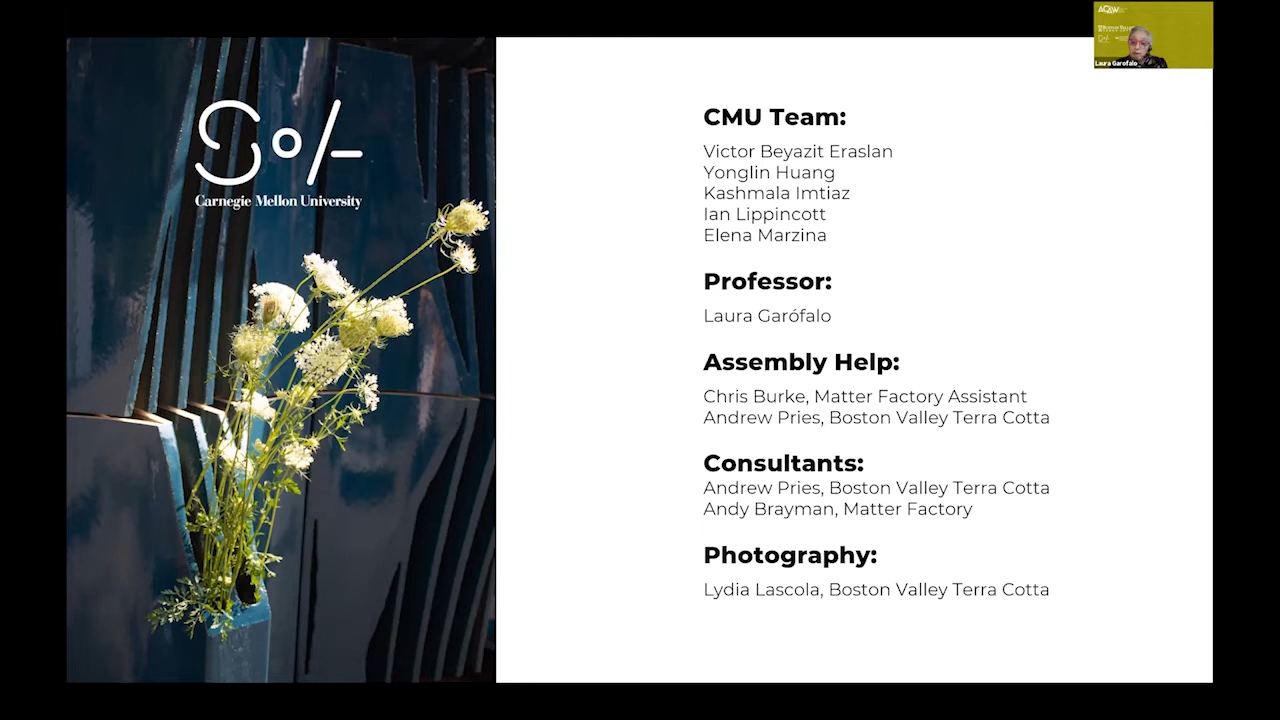 Carnegie Mellon University
CMU Team:
Victor Beyazit Eraslan
Yonglin Huang
Kashmala Imtiaz
Ian Lippincott
Elena Marzina
Professor:
Laura Garófalo
Assembly Help:
Chris Burke, Matter Factory Assistant
Andrew Pries, Boston Valley Terra Cotta
Consultants:
Andrew Pries, Boston Valley Terra Cotta
Andy Brayman, Matter Factory
Photography:
Lydia Lascola, Boston Valley Terra Cotta
Laura Garofalo